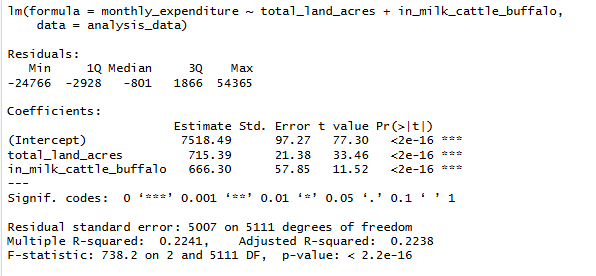 lm(formula = monthly_expenditure ~ total_land_acres + in_milk_cattle_buffalo,
    data = analysis_data)
Residuals:
   Min     1Q Median     3Q    Max
-24766  -2928   -801   1866  54365
Coefficients:
                       Estimate Std. Error t value Pr(>|t|)
(Intercept)             7518.49      97.27   77.30   <2e-16 ***
total_land_acres         715.39      21.38   33.46   <2e-16 ***
in_milk_cattle_buffalo   666.30      57.85   11.52   <2e-16 ***
---
Signif. codes:  0 ‘***’ 0.001 ‘**’ 0.01 ‘*’ 0.05 ‘.’ 0.1 ‘ ’ 1
Residual standard error: 5007 on 5111 degrees of freedom
Multiple R-squared:  0.2241,    Adjusted R-squared:  0.2238
F-statistic: 738.2 on 2 and 5111 DF,  p-value: < 2.2e-16